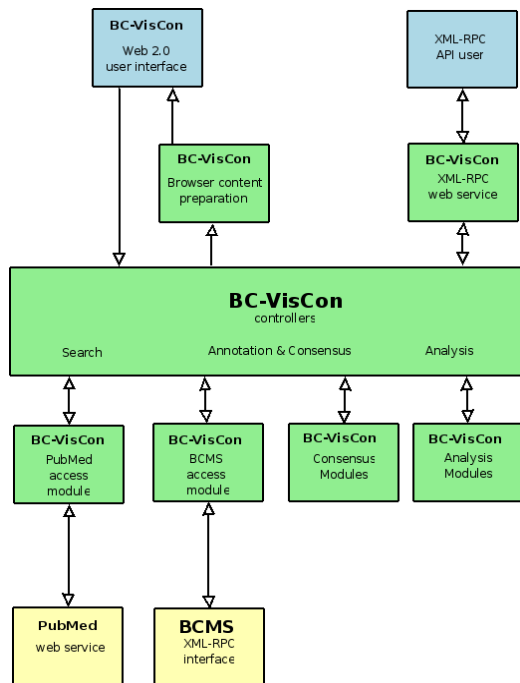 BC-VisCon
Web 2.0
user interface
XML-RPC
API user
BC-VisCon
Browser content
preparation
BC-VisCon
XML-RPC
web service
BC-VisCon
controllers
Search
Annotation & Consensus
Analysis
BC-VisCon
PubMed
access
module
BC-VisCon
BCMS
access
module
BC-VisCon
Consensus
Modules
BC-VisCon
Analysis
Modules
PubMed
web service
BCMS
XML-RPC
interface